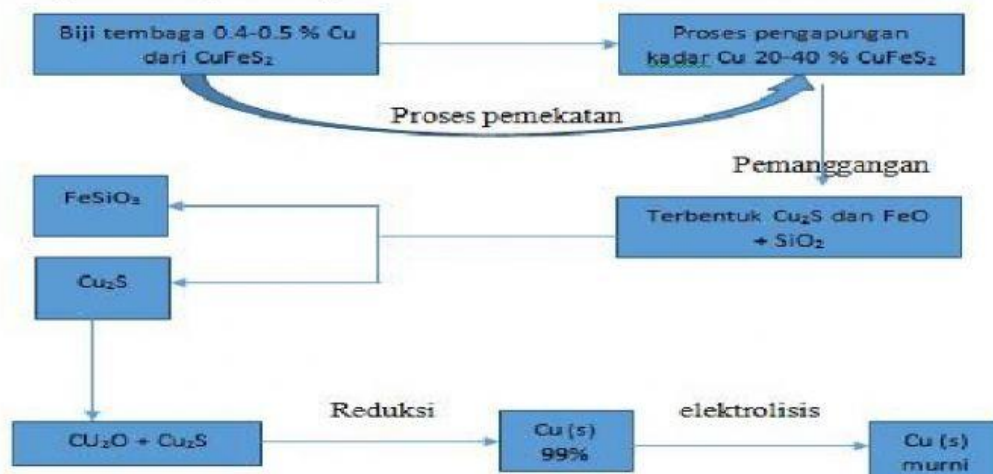 Biji tembaga 0.4-0.5 % Cu
dari CuFeS₂
Proses pengapungan
kadar Cu 20-40 % CuFeS₂
Proses pemekatan
Pemanggangan
FeSiO₃
Terbentuk Cu₂S dan FeO
+ SiO₂
Cu₂S
Reduksi
elektrolisis
CU₂O + Cu₂S
Cu (s)
99%
Cu (s)
murni